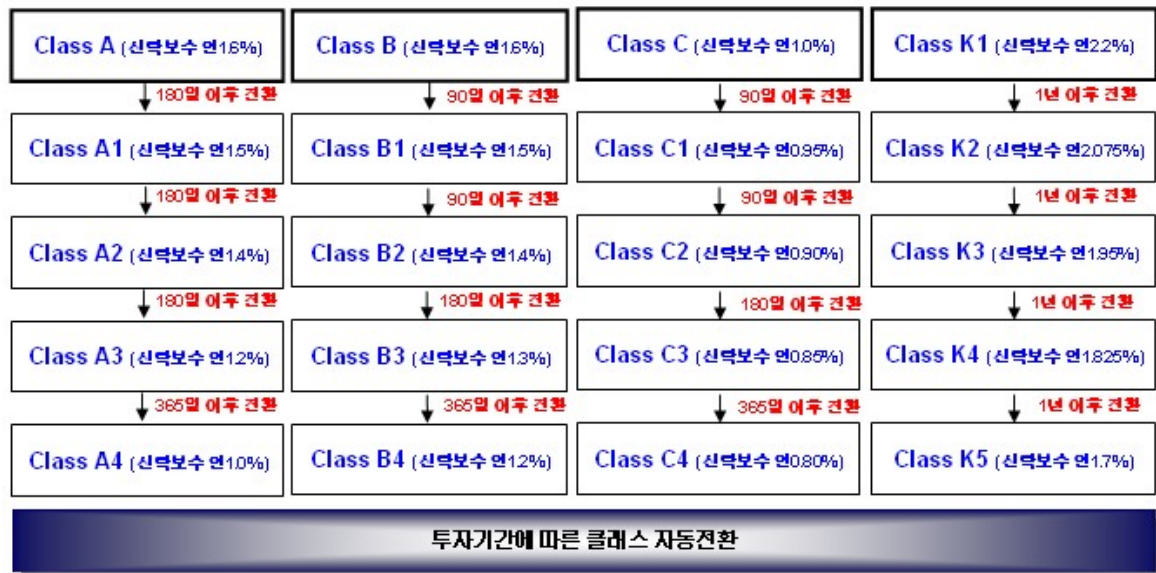 Class A (신탁보수 연1.6%)
Class B (신탁보수 연1.6%)
Class C (신탁보수 연1.0%)
Class K1 (신탁보수 연2.2%)
180일 이후 전환
90일 이후 전환
90일 이후 전환
1년 이후 전환
Class A1 (신탁보수 연1.5%)
Class B1 (신탁보수 연1.5%)
Class C1 (신탁보수 연0.95%)
Class K2 (신탁보수 연2.075%)
180일 이후 전환
90일 이후 전환
90일 이후 전환
1년 이후 전환
Class A2 (신탁보수 연1.4%)
Class B2 (신탁보수 연1.4%)
Class C2 (신탁보수 연0.90%)
Class K3 (신탁보수 연1.95%)
180일 이후 전환
180일 이후 전환
180일 이후 전환
1년 이후 전환
Class A3 (신탁보수 연1.2%)
Class B3 (신탁보수 연1.3%)
Class C3 (신탁보수 연0.85%)
Class K4 (신탁보수 연1.825%)
365일 이후 전환
365일 이후 전환
365일 이후 전환
1년 이후 전환
Class A4 (신탁보수 연1.0%)
Class B4 (신탁보수 연1.2%)
Class C4 (신탁보수 연0.80%)
Class K5 (신탁보수 연1.7%)
투자기간에 따른 클래스 자동전환